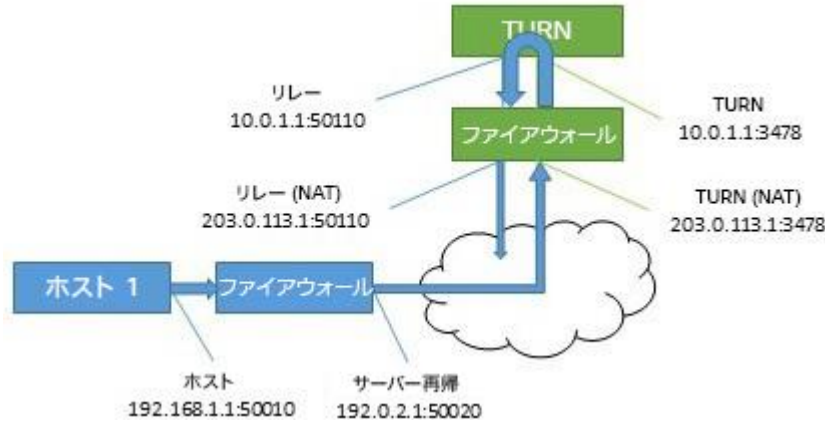 TURN
リレー
10.0.1.1:50110
TURN
10.0.1.1:3478
ファイアウォール
リレー (NAT)
203.0.113.1:50110
TURN (NAT)
203.0.113.1:3478
ホスト 1
ファイアウォール
ホスト
192.168.1.1:50010
サーバー再帰
192.0.2.1:50020